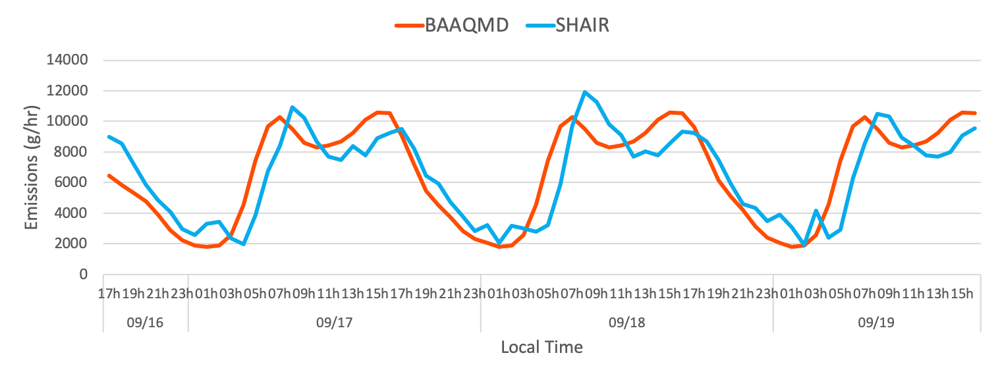 BAAQMD SHAIR
14000
12000
10000
8000
6000
4000
2000
0
Emissions (g/hr)
17h 19h 21h 23h 01h 03h 05h 07h 09h 11h 13h 15h 17h 19h 21h 23h 01h 03h 05h 07h 09h 11h 13h 15h 17h 19h 21h 23h 01h 03h 05h 07h 09h 11h 13h 15h
09/16 09/17 09/18 09/19
Local Time